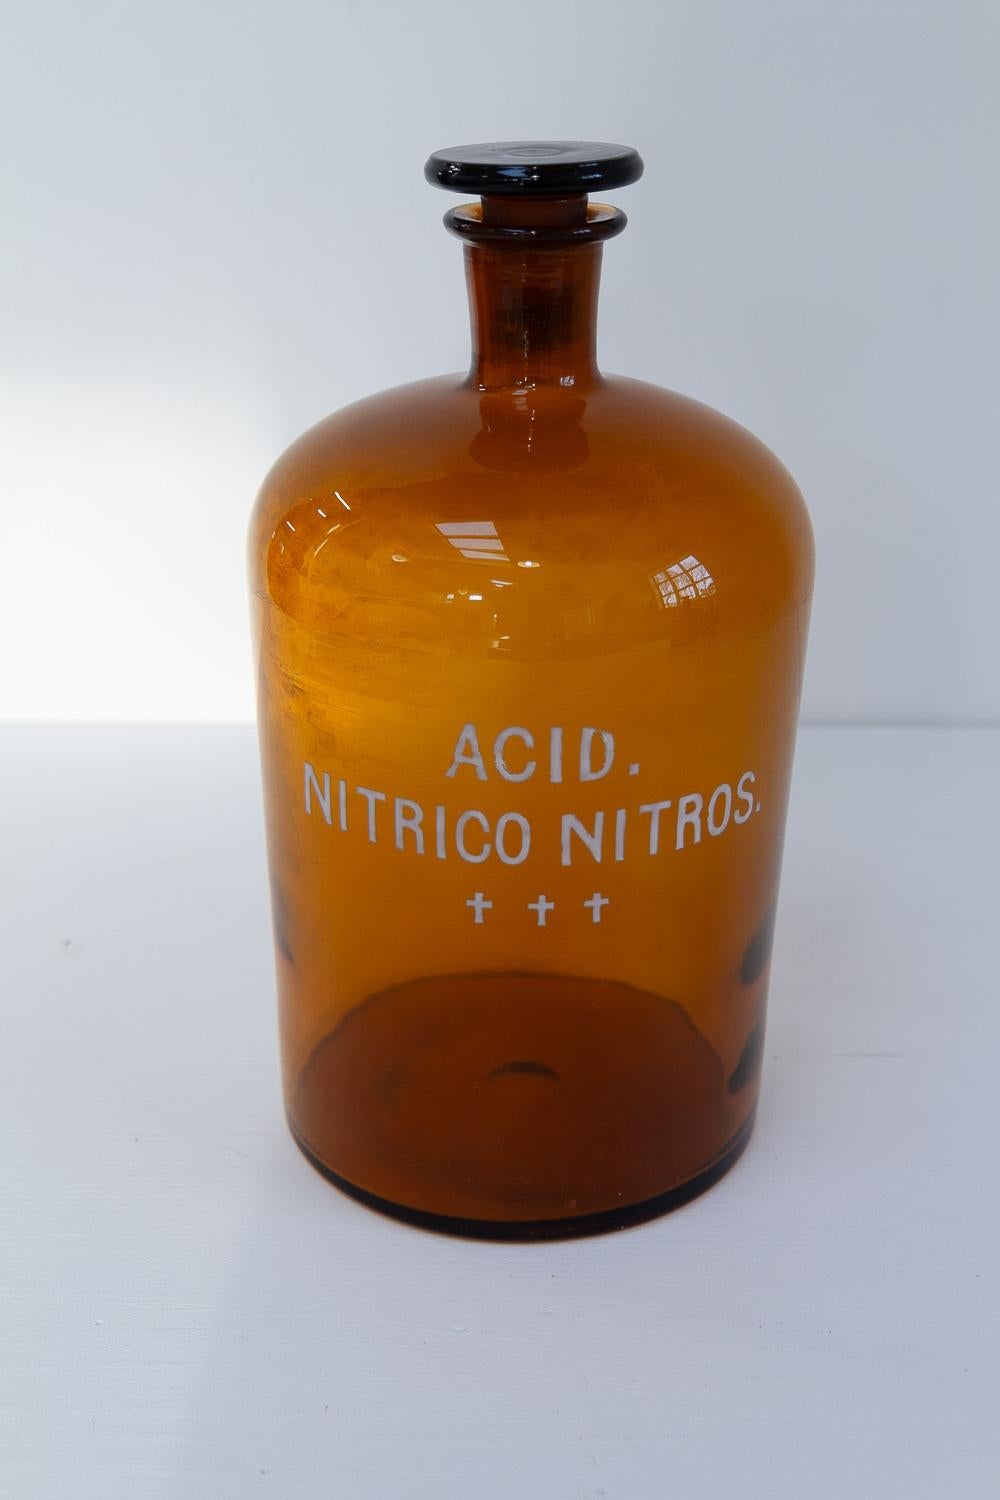 ACID.
NITRICO NITROS.
✝ ✝ ✝